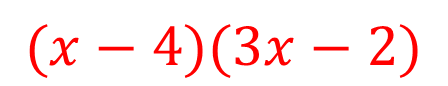 (x − 4)(3x − 2)